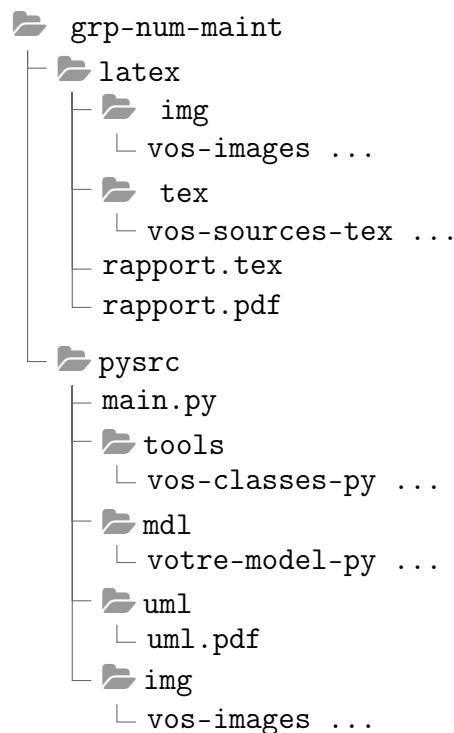 grp-num-maint
latex
img
vos-images ...
tex
vos-sources-tex ...
rapport.tex
rapport.pdf
pysrc
main.py
tools
vos-classes-py ...
mdl
votre-model-py ...
uml
uml.pdf
img
vos-images ...